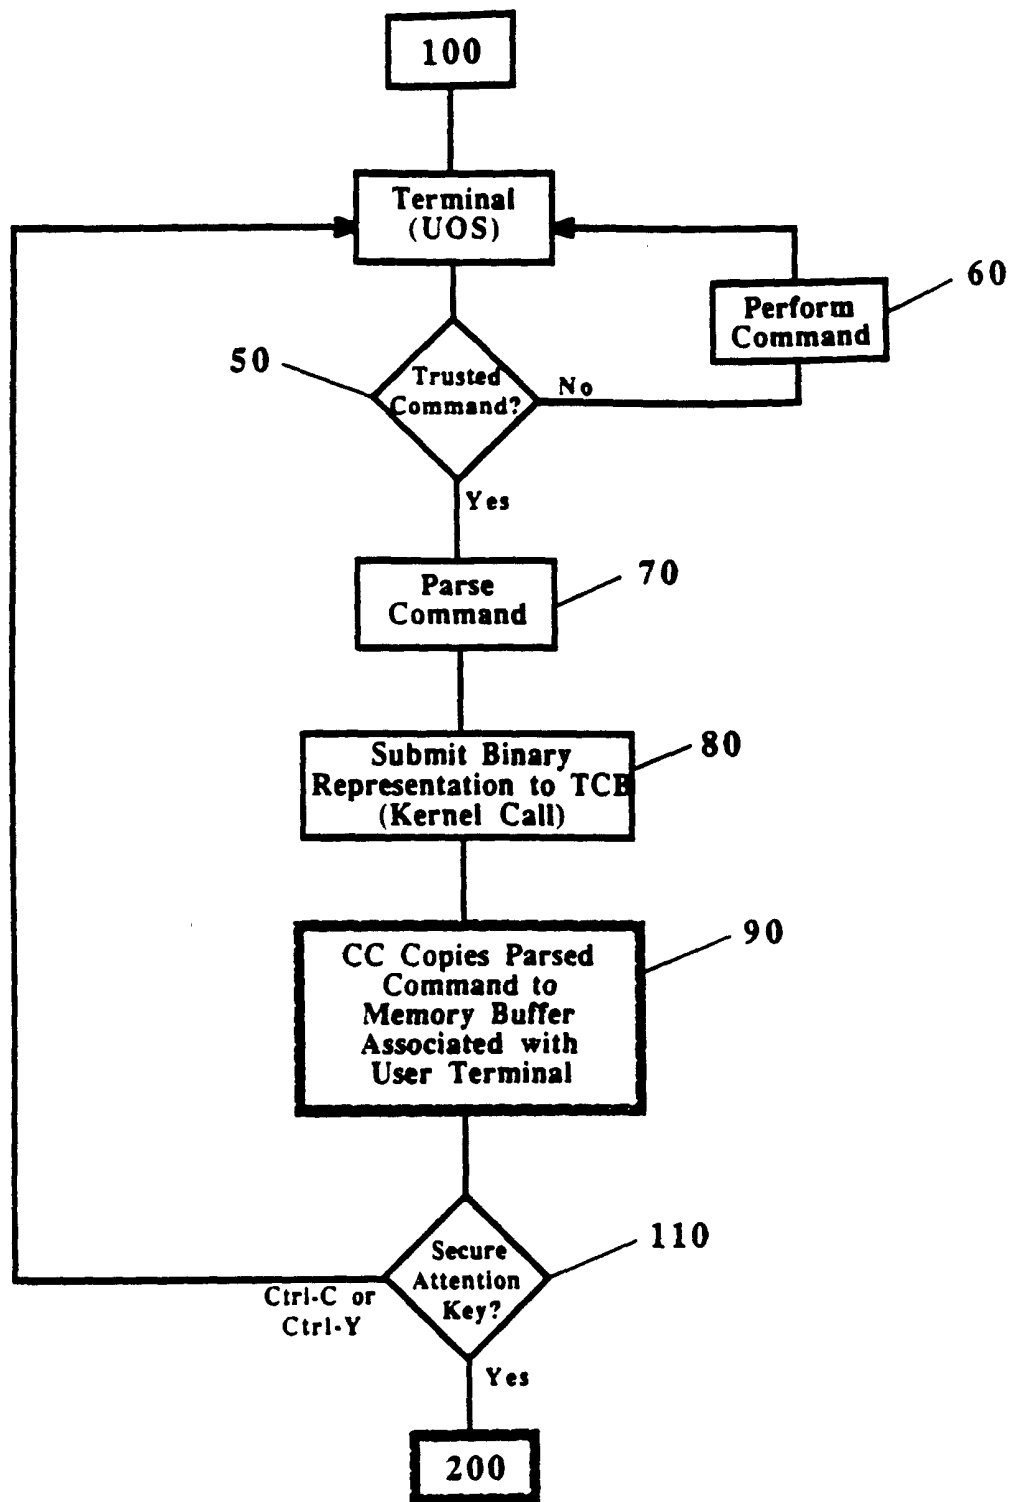 100
Terminal
(UOS)
60
Perform
Command
50
Trusted
Command?
No
Yes
70
Parse
Command
80
Submit Binary
Representation to TCB
(Kernel Call)
90
CC Copies Parsed
Command to
Memory Buffer
Associated with
User Terminal
110
Secure
Attention
Key?
Ctrl-C or
Ctrl-Y
Yes
200